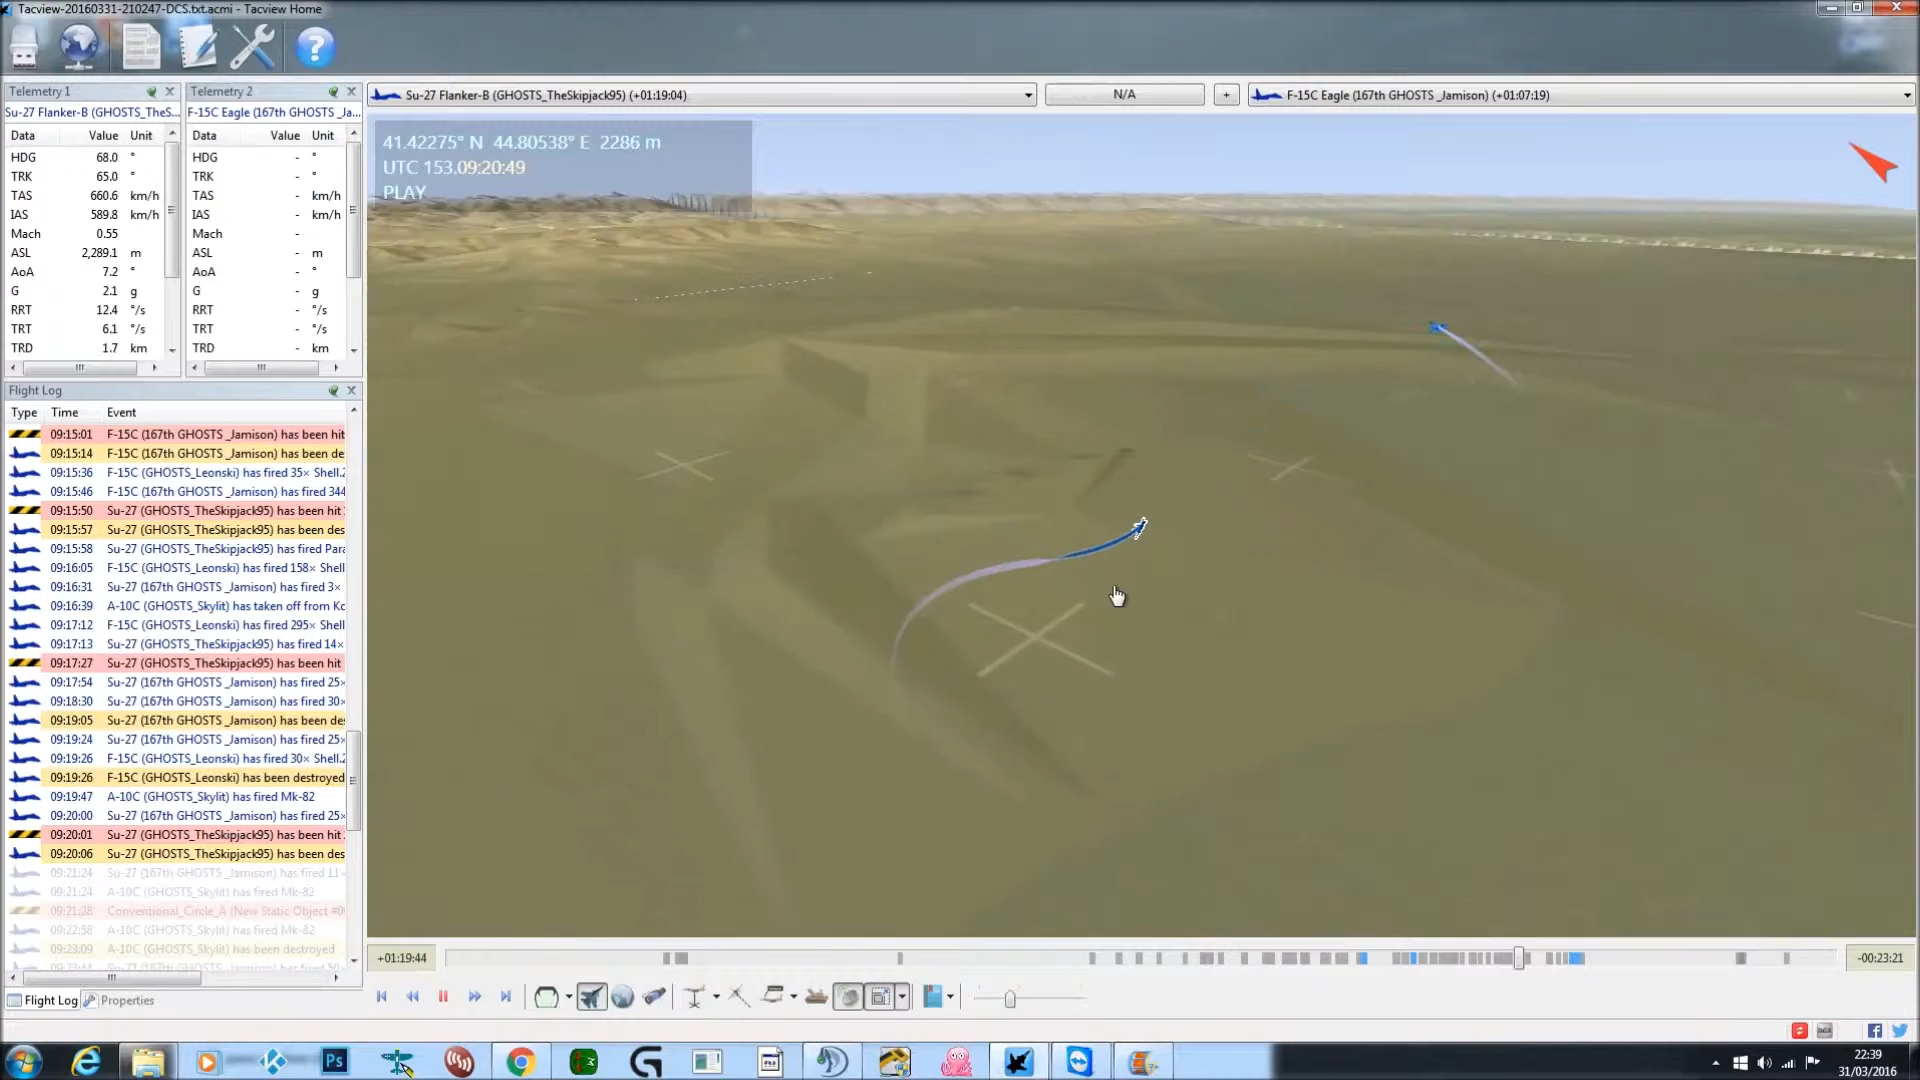 Tacview-20160331-210247-DCS.txt.acmi - Tacview Home
Telemetry 1
Telemetry 2
Su-27 Flanker-B (GHOSTS_TheSkipjack95) (+01:19:04)
N/A
+
F-15C Eagle (167th GHOSTS _Jamison) (+01:07:19)
Su-27 Flanker-B (GHOSTS_TheS...
F-15C Eagle (167th GHOSTS _Ja...
Data Value Unit
Data Value Unit
HDG 68.0 °
HDG - °
TRK 65.0 °
TRK - °
TAS 660.6 km/h
TAS - km/h
IAS 589.8 km/h
IAS - km/h
Mach 0.55
Mach -
ASL 2,289.1 m
ASL - m
AoA 7.2 °
AoA - °
G 2.1 g
G - g
RRT 12.4 °/s
RRT - °/s
TRT 6.1 °/s
TRT - °/s
TRD 1.7 km
TRD - km
41.42275° N 44.80538° E 2286 m
UTC 153.09:20:49
PLAY
Flight Log
Type Time Event
09:15:01 F-15C (167th GHOSTS _Jamison) has been hit
09:15:14 F-15C (167th GHOSTS _Jamison) has been de
09:15:36 F-15C (GHOSTS_Leonski) has fired 35× Shell.2
09:15:46 F-15C (167th GHOSTS _Jamison) has fired 344
09:15:50 Su-27 (GHOSTS_TheSkipjack95) has been hit
09:15:57 Su-27 (GHOSTS_TheSkipjack95) has been des
09:15:58 Su-27 (GHOSTS_TheSkipjack95) has fired Para
09:16:05 F-15C (GHOSTS_Leonski) has fired 158× Shell
09:16:31 Su-27 (167th GHOSTS _Jamison) has fired 3×
09:16:39 A-10C (GHOSTS_Skylit) has taken off from Ko
09:17:12 F-15C (GHOSTS_Leonski) has fired 295× Shell
09:17:13 Su-27 (GHOSTS_TheSkipjack95) has fired 14×
09:17:27 Su-27 (GHOSTS_TheSkipjack95) has been hit
09:17:54 Su-27 (167th GHOSTS _Jamison) has fired 25×
09:18:30 Su-27 (167th GHOSTS _Jamison) has fired 30×
09:19:05 Su-27 (167th GHOSTS _Jamison) has been des
09:19:24 Su-27 (167th GHOSTS _Jamison) has fired 25×
09:19:26 F-15C (GHOSTS_Leonski) has fired 30× Shell.2
09:19:26 F-15C (GHOSTS_Leonski) has been destroyed
09:19:47 A-10C (GHOSTS_Skylit) has fired Mk-82
09:20:00 Su-27 (167th GHOSTS _Jamison) has fired 25×
09:20:01 Su-27 (GHOSTS_TheSkipjack95) has been hit
09:20:06 Su-27 (GHOSTS_TheSkipjack95) has been des
09:21:24 Su-27 (167th GHOSTS _Jamison) has fired 11×
09:21:24 A-10C (GHOSTS_Skylit) has fired Mk-82
09:21:28 Conventional_Circle_A (New Static Object #0
09:22:58 A-10C (GHOSTS_Skylit) has fired Mk-82
09:23:09 A-10C (GHOSTS_Skylit) has been destroyed
Su-27 (167th GHOSTS _Jamison) has fired
+01:19:44
-00:23:21
Flight Log
Properties
Ps
22:39
31/03/2016